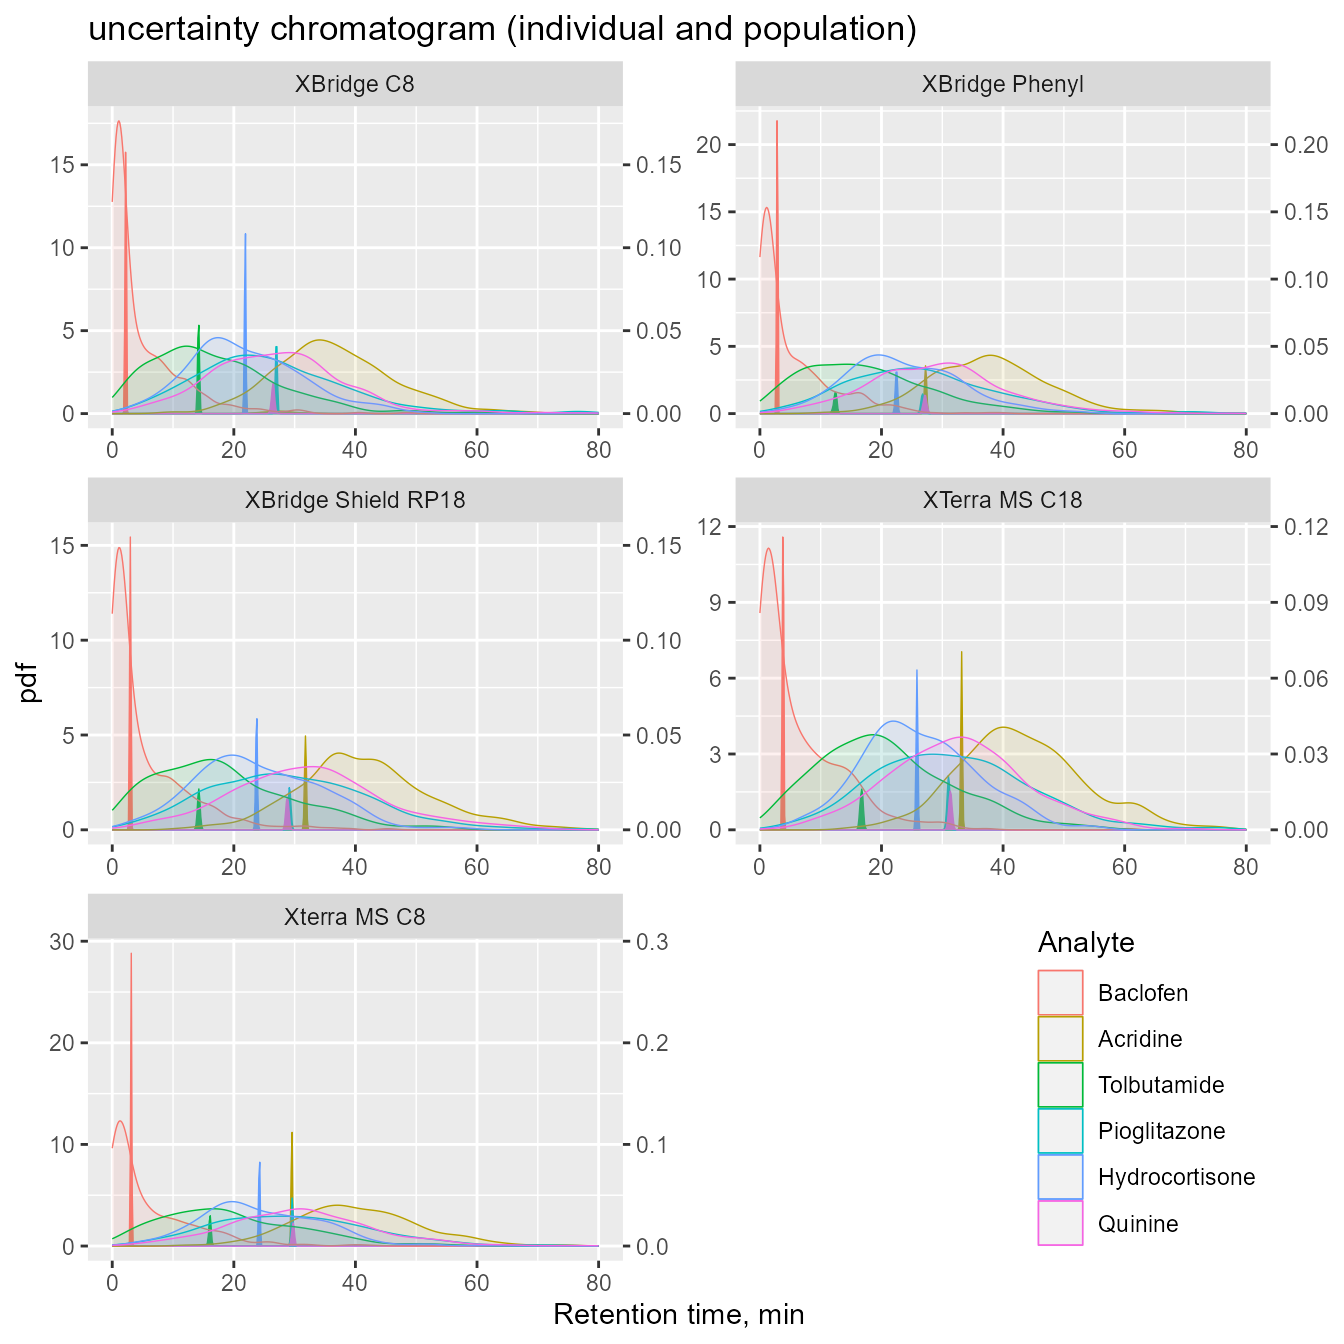 uncertainty chromatogram (individual and population)
XBridge C8
XBridge Phenyl
15
10
5
0
0.15
0.10
0.05
0.00
0 20 40 60 80
20
15
10
5
0
0.20
0.15
0.10
0.05
0.00
0 20 40 60 80
XBridge Shield RP18
XTerra MS C18
15
10
5
0
0.15
0.10
0.05
0.00
0 20 40 60 80
12
9
6
3
0
0.12
0.09
0.06
0.03
0.00
0 20 40 60 80
pdf
Xterra MS C8
30
20
10
0
0.3
0.2
0.1
0.0
0 20 40 60 80
Retention time, min
Analyte
Baclofen
Acridine
Tolbutamide
Pioglitazone
Hydrocortisone
Quinine